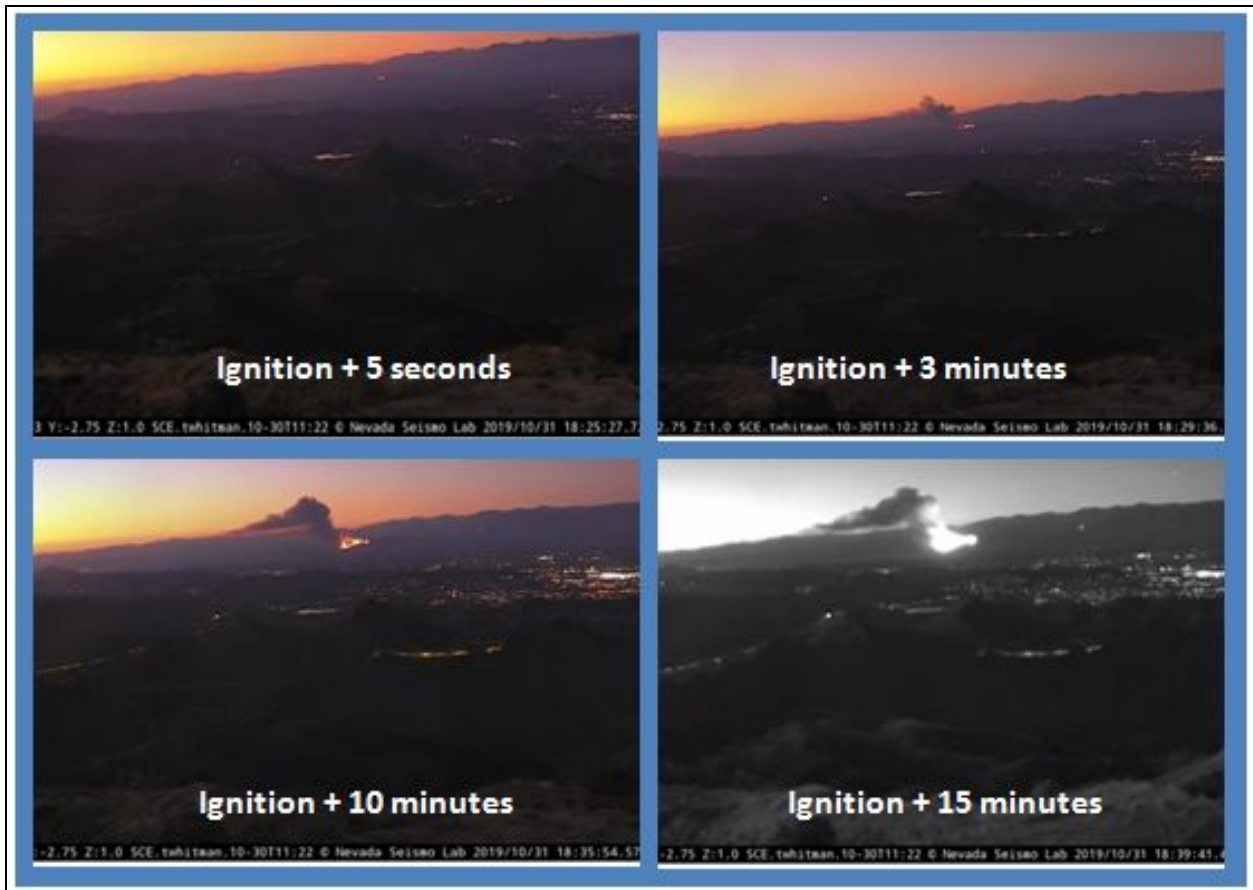 Ignition + 5 seconds
3 Y:-2.75 Z:1.0 SCE.twhitman.10-30T11:22 © Nevada Seismo Lab 2019/10/31 18:25:27.7
Ignition + 3 minutes
2.75 Z:1.0 SCE.twhitman.10-30T11:22 © Nevada Seismo Lab 2019/10/31 18:29:36.
Ignition + 10 minutes
:-2.75 Z:1.0 SCE.twhitman.10-30T11:22 © Nevada Seismo Lab 2019/10/31 18:35:54.57
Ignition + 15 minutes
-2.75 Z:1.0 SCE.twhitman.10-30T11:22 © Nevada Seismo Lab 2019/10/31 18:39:41.